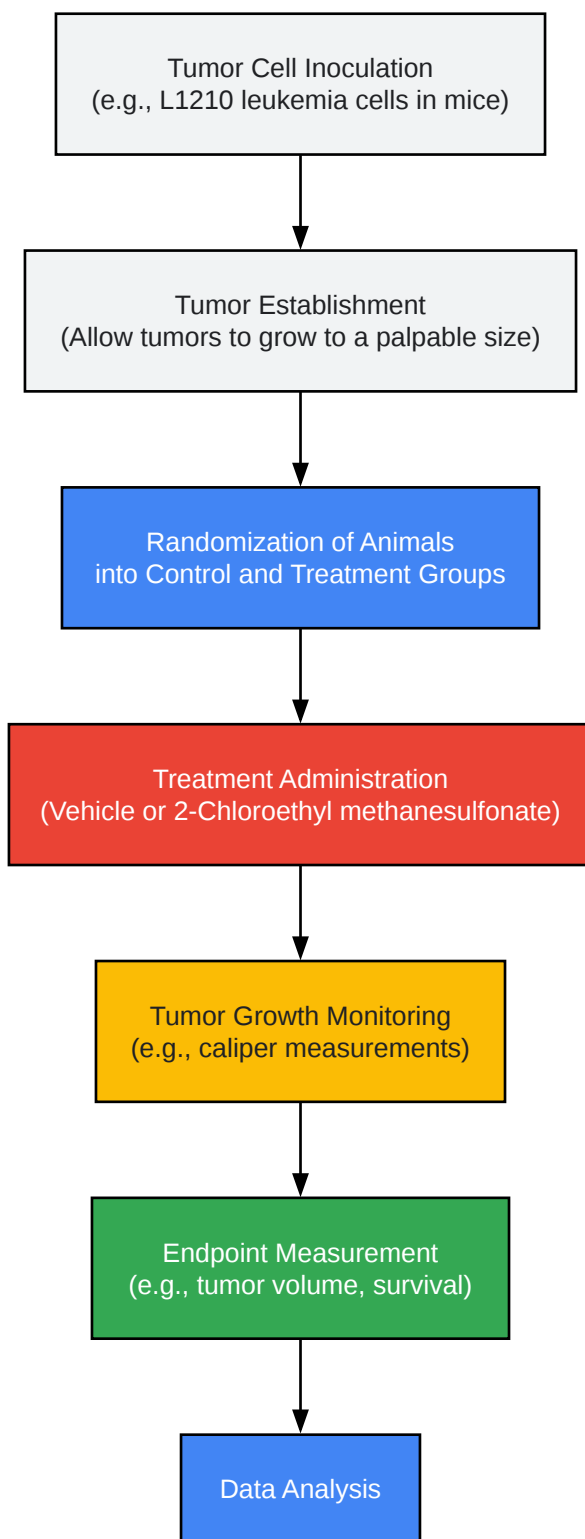 Tumor Cell Inoculation
(e.g., L1210 leukemia cells in mice)
Tumor Establishment
(Allow tumors to grow to a palpable size)
Randomization of Animals
into Control and Treatment Groups
Treatment Administration
(Vehicle or 2-Chloroethyl methanesulfonate)
Tumor Growth Monitoring
(e.g., caliper measurements)
Endpoint Measurement
(e.g., tumor volume, survival)
Data Analysis